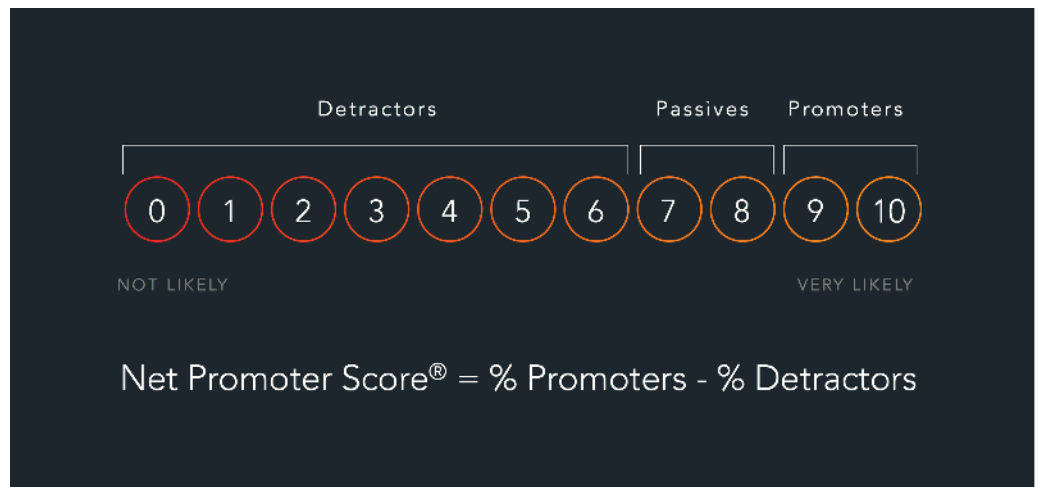 Detractors Passives Promoters
0 1 2 3 4 5 6 7 8 9 10
NOT LIKELY VERY LIKELY
Net Promoter Score® = % Promoters - % Detractors